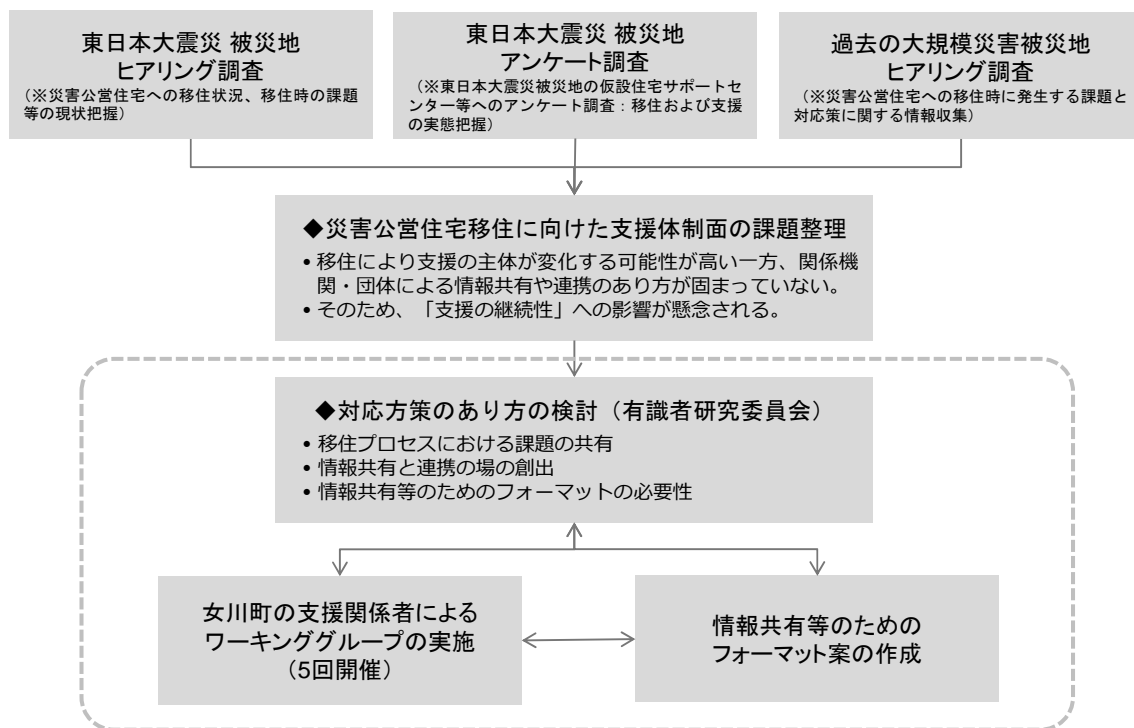 東日本大震災 被災地
ヒアリング調査
（※災害公営住宅への移住状況、移住時の課題
等の現状把握）
東日本大震災 被災地
アンケート調査
（※東日本大震災被災地の仮設住宅サポートセ
ンター等へのアンケート調査：移住および支援
の実態把握）
過去の大規模災害被災地
ヒアリング調査
（※災害公営住宅への移住時に発生する課題と
対応策に関する情報収集）
◆災害公営住宅移住に向けた支援体制面の課題整理
• 移住により支援の主体が変化する可能性が高い一方、関係機
関・団体による情報共有や連携のあり方が固まっていない。
• そのため、「支援の継続性」への影響が懸念される。
◆対応方策のあり方の検討（有識者研究委員会）
• 移住プロセスにおける課題の共有
• 情報共有と連携の場の創出
• 情報共有等のためのフォーマットの必要性
女川町の支援関係者による
ワーキンググループの実施
（5回開催）
情報共有等のための
フォーマット案の作成